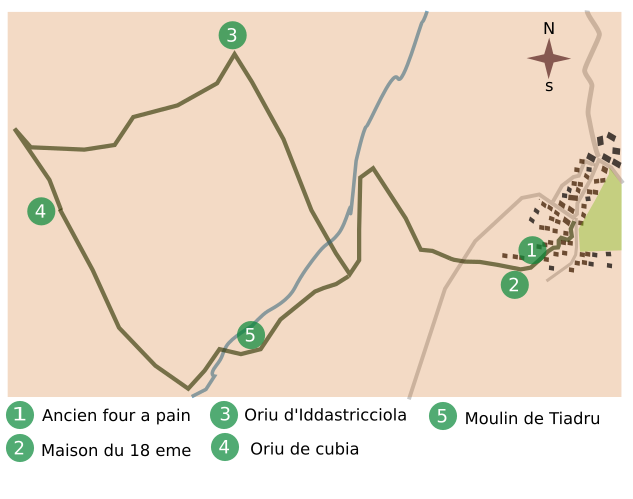 N
s
3
4
1
2
5
1 Ancien four a pain
3 Oriu d'Iddastricciola
5 Moulin de Tiadru
2 Maison du 18 eme
4 Oriu de cubia